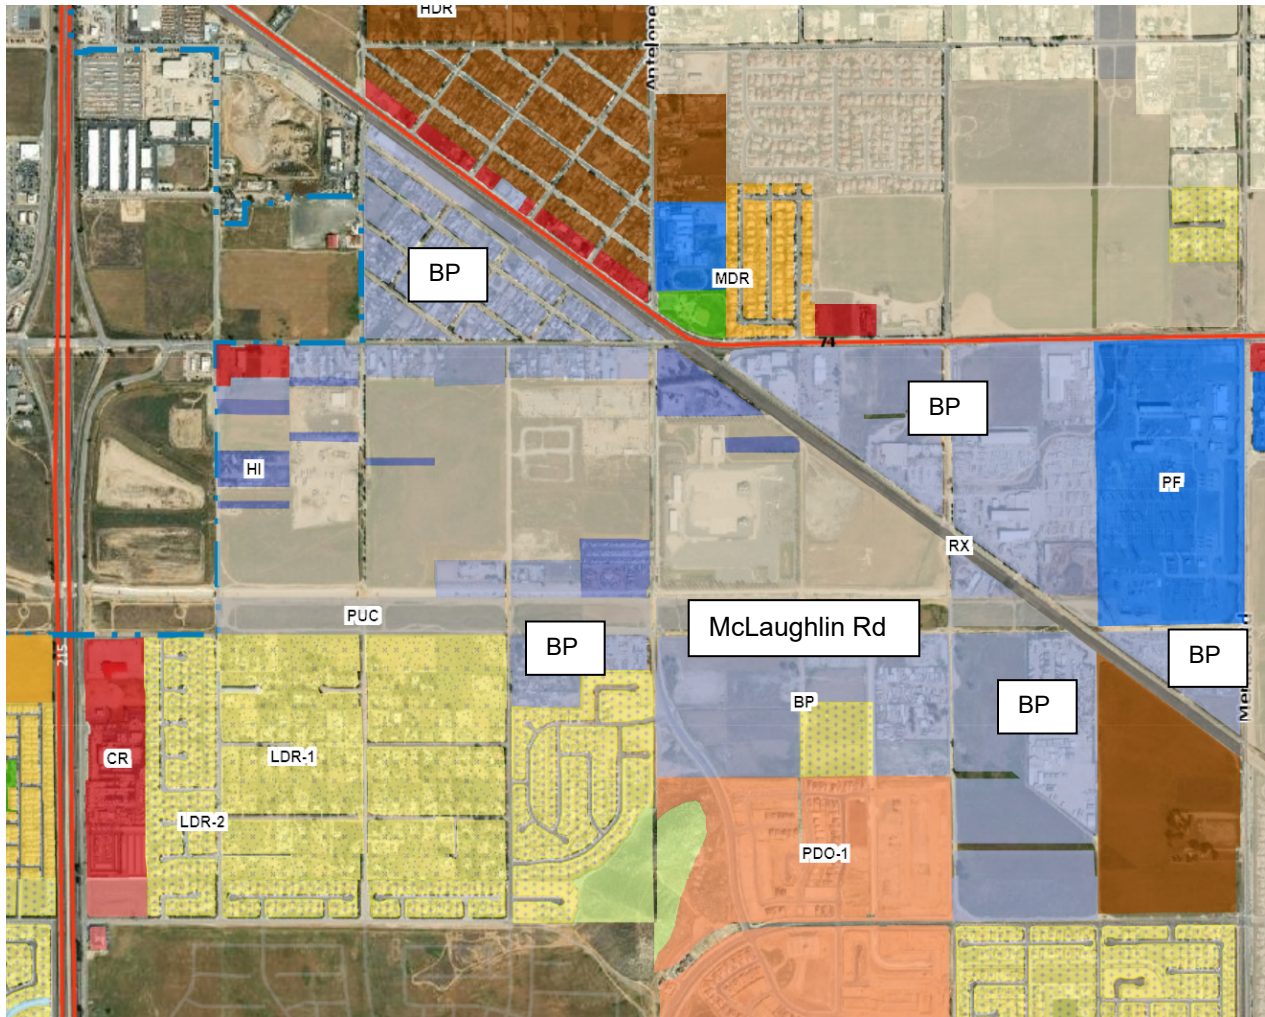 HDR
Antelope
BP
MDR
74
BP
HI
PF
RX
PUC
McLaughlin Rd
BP
BP
215
BP
BP
CR
LDR-1
LDR-2
PDO-1